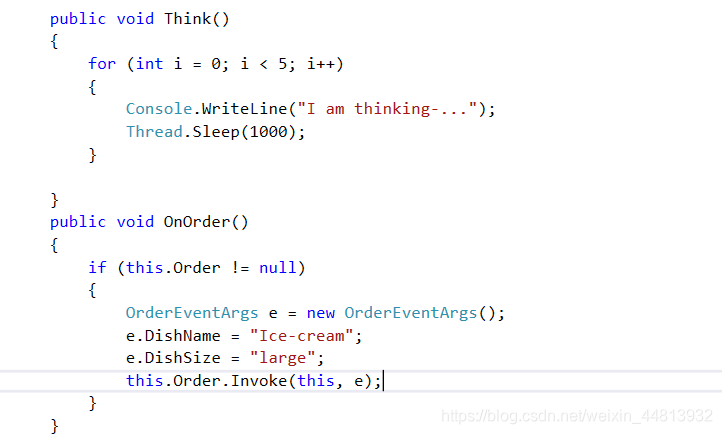 public void Think()
{
for (int i = 0; i < 5; i++)
{
Console.WriteLine("I am thinking-...");
Thread.Sleep(1000);
}
}
public void OnOrder()
{
if (this.Order != null)
{
OrderEventArgs e = new OrderEventArgs();
e.DishName = "Ice-cream";
e.DishSize = "large";
this.Order.Invoke(this, e);
}
}
https://blog.csdn.net/weixin_44813932